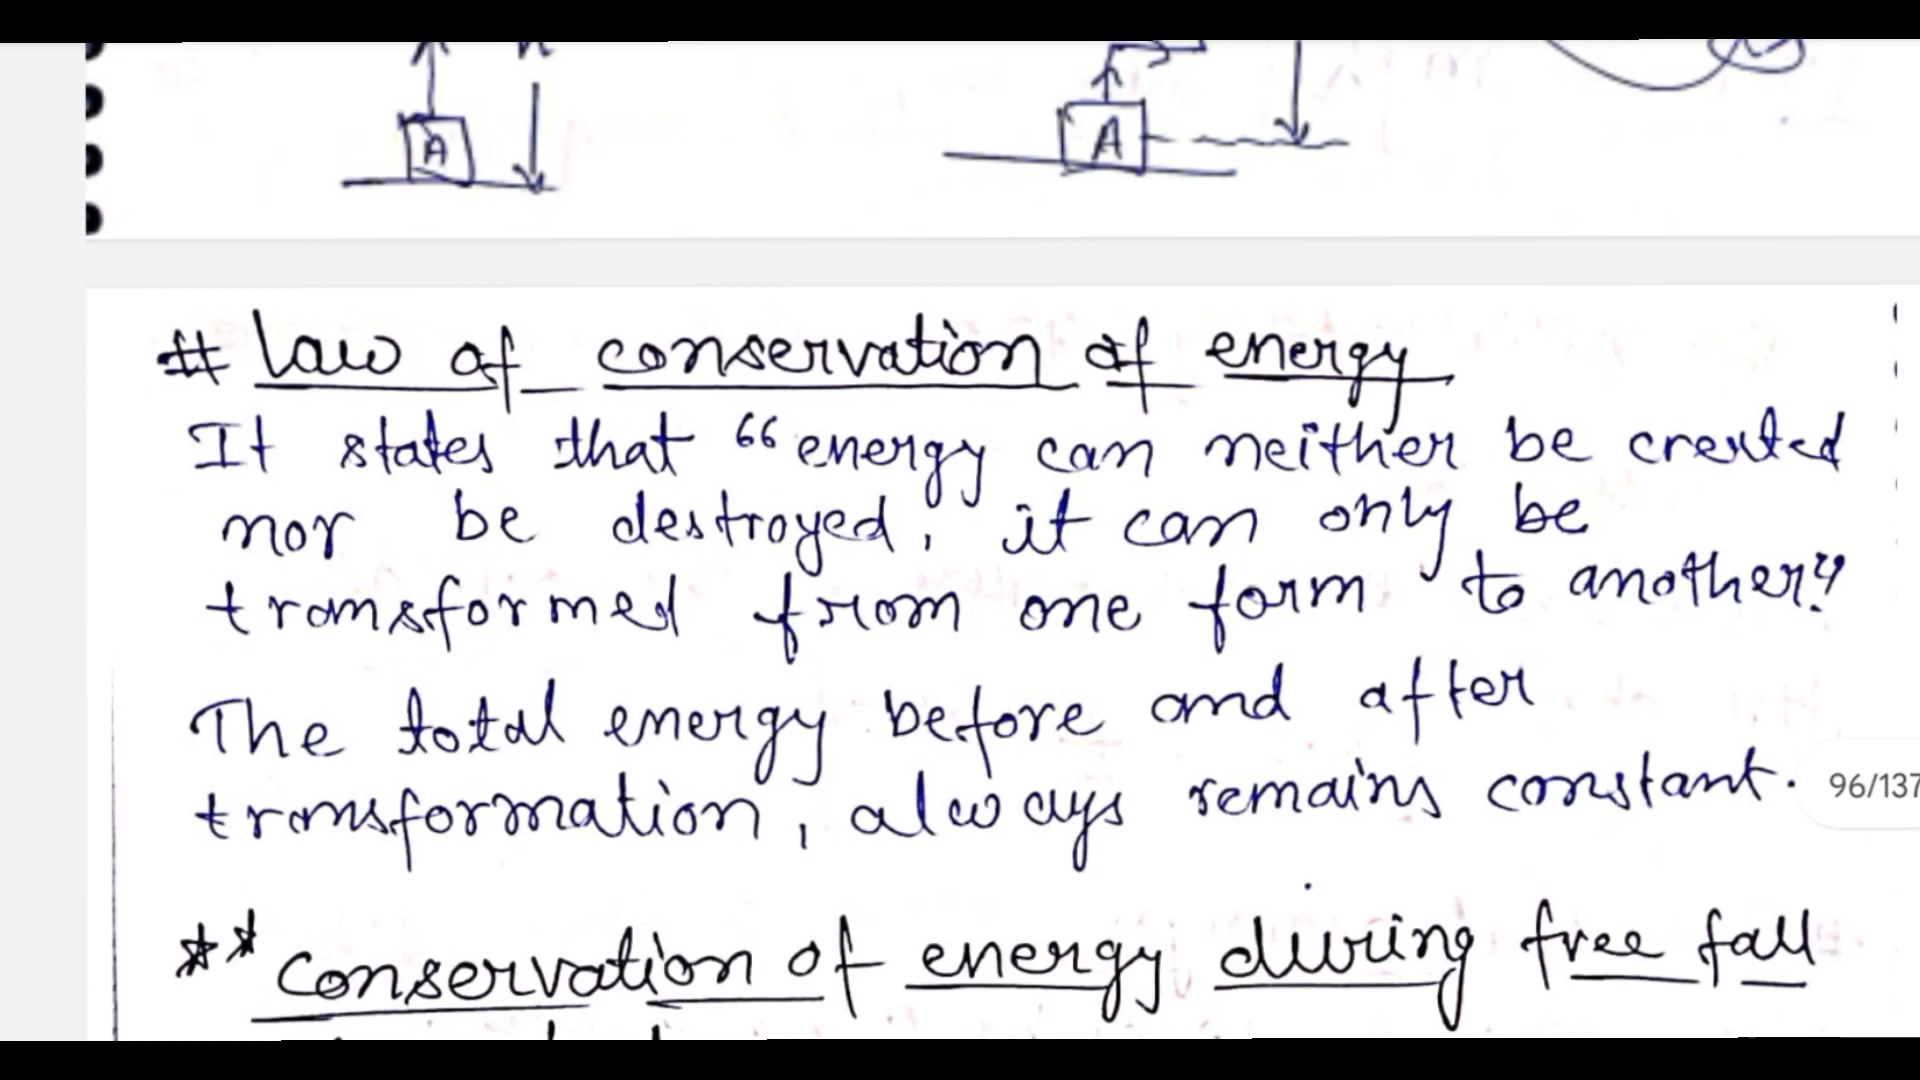 A
A
# Law of conservation of energy
It states that “energy can neither be created
nor be destroyed, it can only be
transformed from one form to another”
The total energy before and after
transformation, always remains constant.
96/137
** conservation of energy during free fall